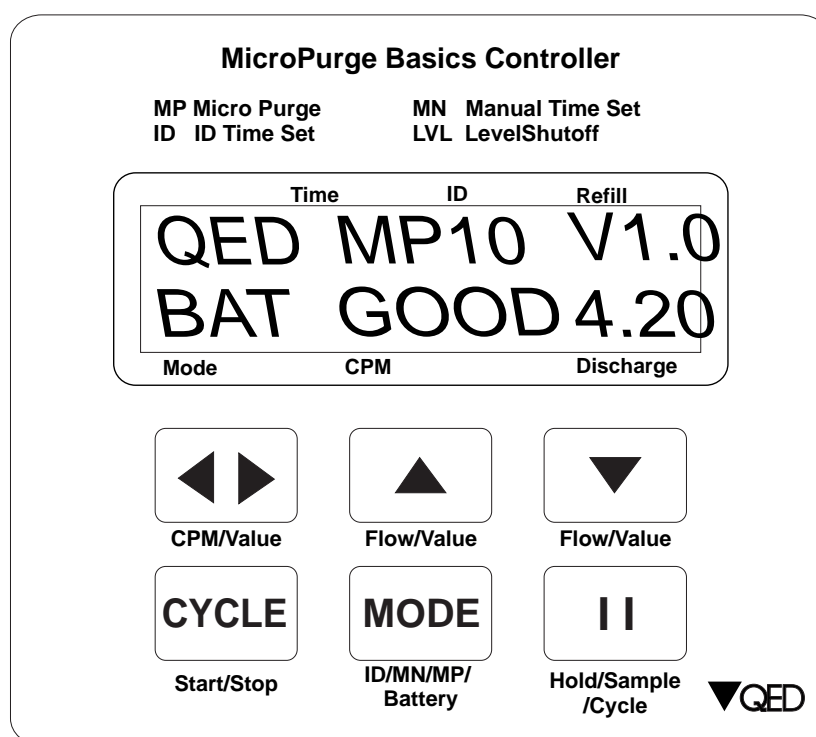 MicroPurge Basics Controller
MP Micro Purge MN Manual Time Set
ID ID Time Set LVL LevelShutoff
Time ID Refill
QED MP10 V1.0
BAT GOOD 4.20
Mode CPM Discharge
CPM/Value Flow/Value Flow/Value
CYCLE MODE
Start/Stop ID/MN/MP/ Hold/Sample
Battery /Cycle
QED